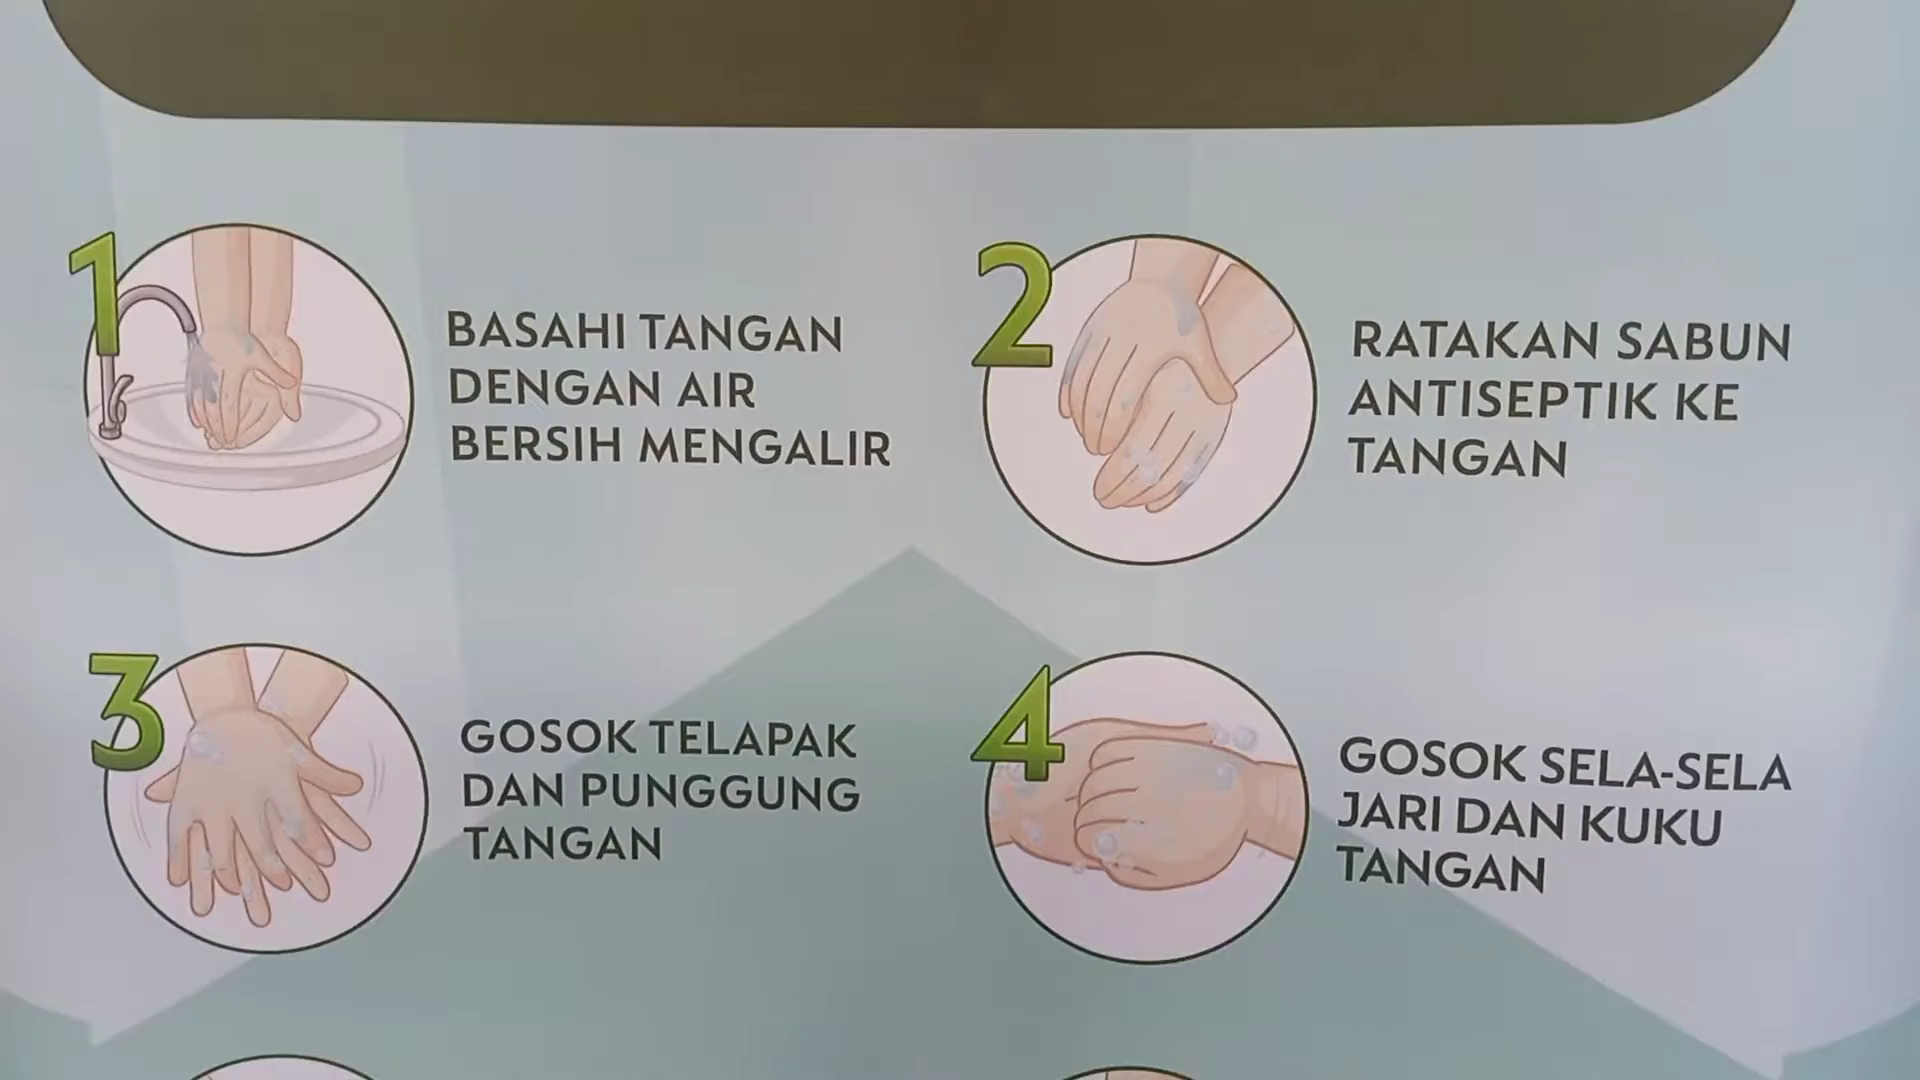 1
BASAHI TANGAN
DENGAN AIR
BERSIH MENGALIR
2
RATAKAN SABUN
ANTISEPTIK KE
TANGAN
3
GOSOK TELAPAK
DAN PUNGGUNG
TANGAN
4
GOSOK SELA-SELA
JARI DAN KUKU
TANGAN